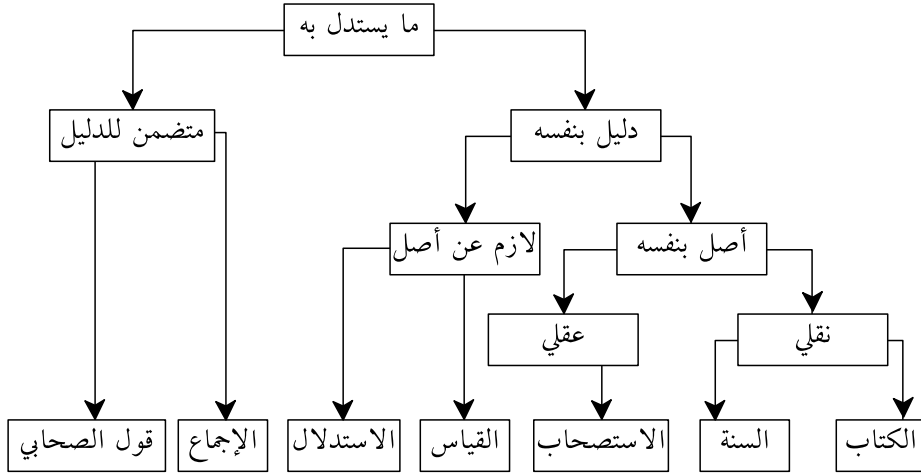 ما يستدل به
دليل بنفسه
متضمن للدليل
أصل بنفسه
لازم عن أصل
نقلي
عقلي
الكتاب
السنة
الاستصحاب
القياس
الاستدلال
الإجماع
قول الصحابي